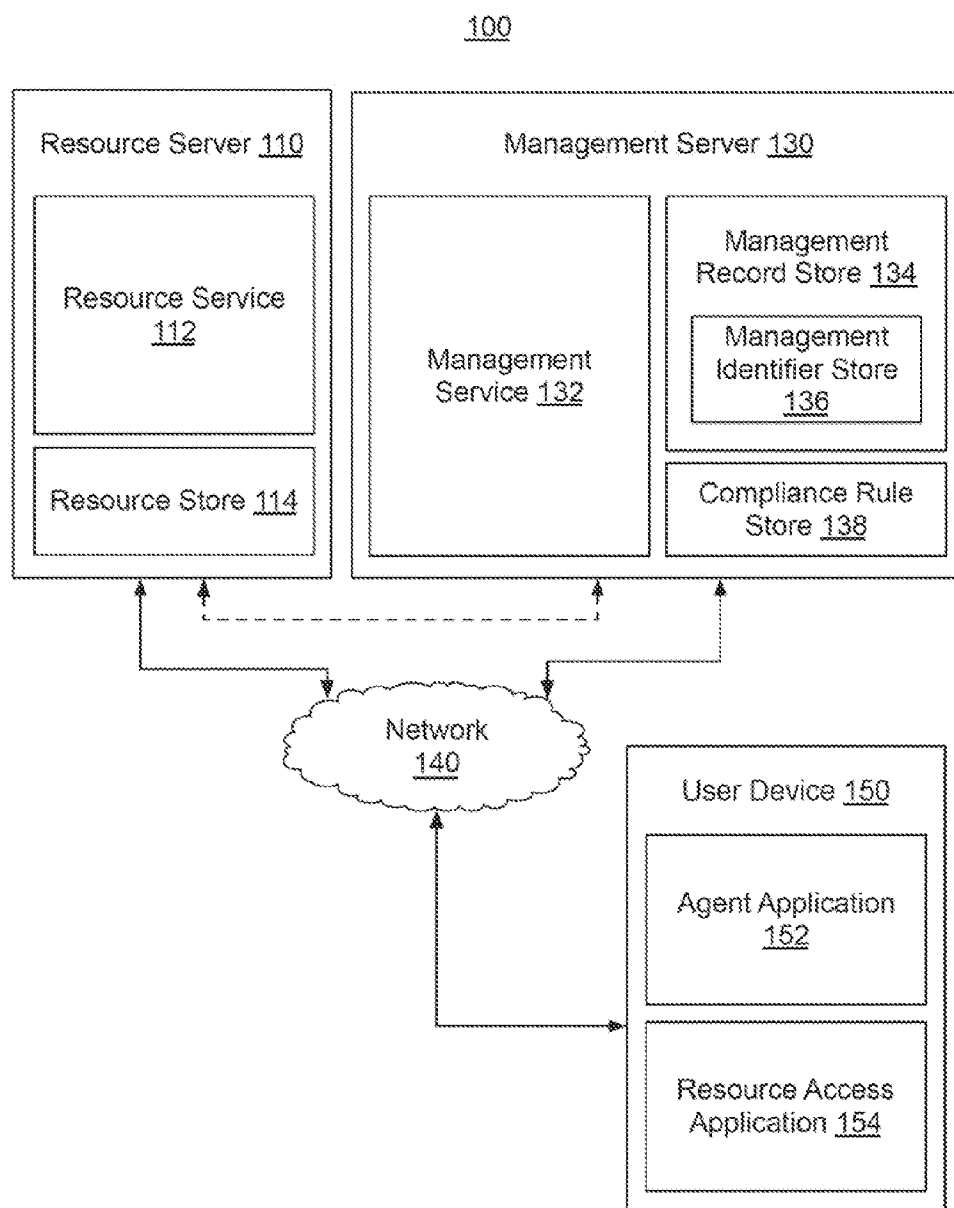 100
Resource Server 110
Resource Service
112
Resource Store 114
Management Server 130
Management
Service 132
Management
Record Store 134
Management
Identifier Store
136
Compliance Rule
Store 138
Network
140
User Device 150
Agent Application
152
Resource Access
Application 154